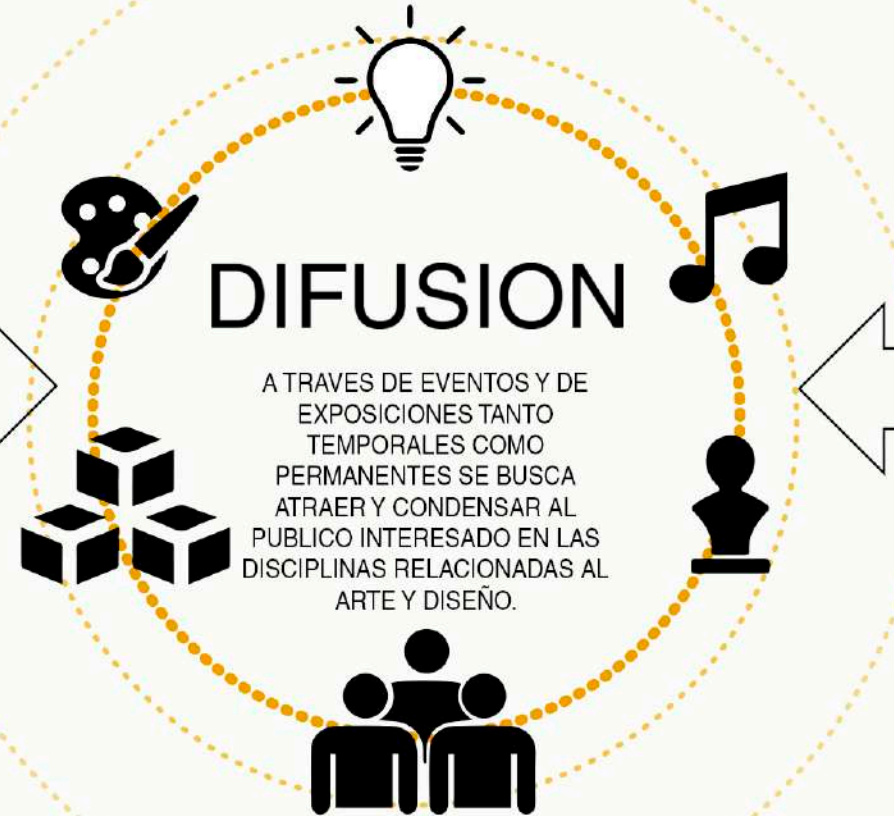 DIFUSION
A TRAVES DE EVENTOS Y DE
EXPOSICIONES TANTO
TEMPORALES COMO
PERMANENTES SE BUSCA
ATRAER Y CONDENSAR AL
PUBLICO INTERESADO EN LAS
DISCIPLINAS RELACIONADAS AL
ARTE Y DISEÑO.